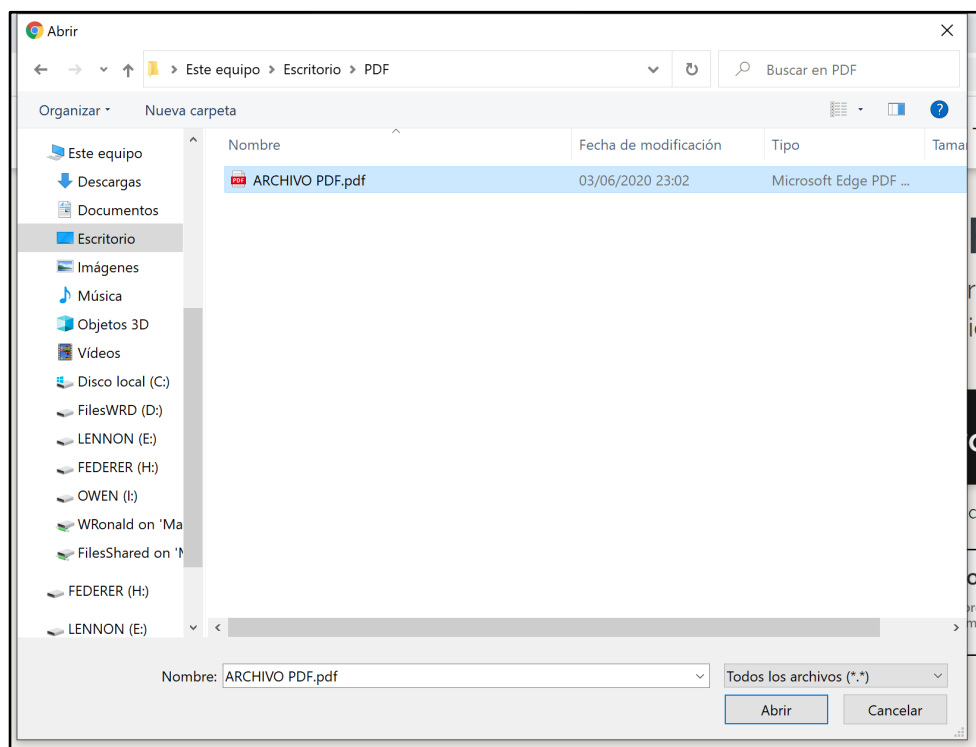 Abrir
Este equipo > Escritorio > PDF
Buscar en PDF
Organizar
Nueva carpeta
Nombre
Fecha de modificación
Tipo
Tamaí
ARCHIVO PDF.pdf
03/06/2020 23:02
Microsoft Edge PDF ...
Este equipo
Descargas
Documentos
Escritorio
Imágenes
Música
Objetos 3D
Vídeos
Disco local (C:)
FilesWRD (D:)
LENNON (E:)
FEDERER (H:)
OWEN (I:)
WRonald on 'Ma
FilesShared on '
FEDERER (H:)
LENNON (E:)
Nombre: ARCHIVO PDF.pdf
Todos los archivos (*.*)
Abrir
Cancelar